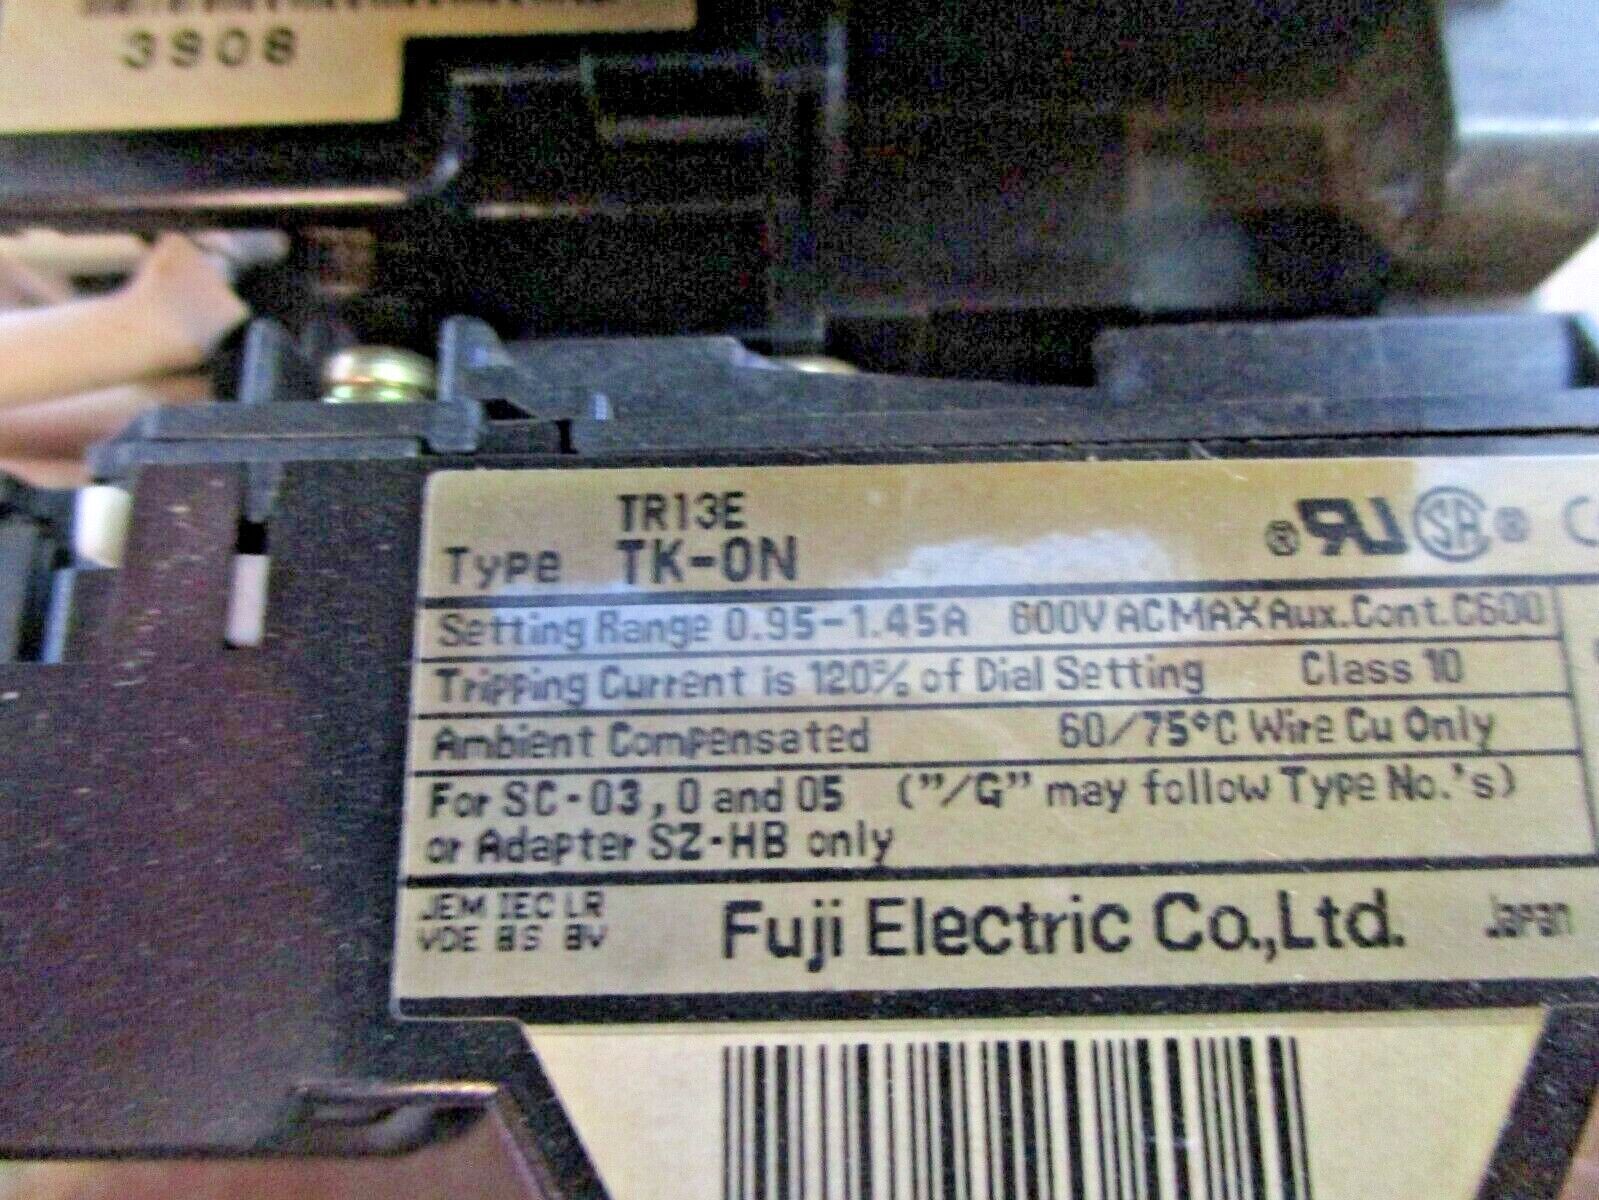 3908
TR13E
Type TK-0N
® RU SA ® C
Setting Range 0.95-1.45A 600V AC MAX Aux.Cont.C600
Tripping Current is 120% of Dial Setting Class 10
Ambient Compensated 60/75°C Wire Cu Only
For SC-03, 0 and 05 ("/G" may follow Type No.'s)
or Adapter SZ-HB only
JEM IEC LR
VDE BS BV
Fuji Electric Co.,Ltd. Japan